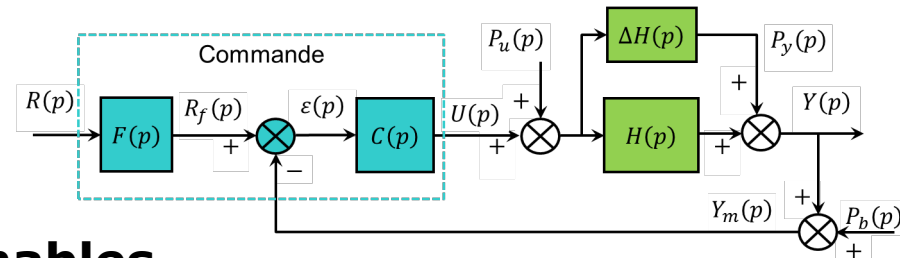 Commande
R(p)
F(p)
R_f(p)
+
−
ε(p)
C(p)
U(p)
+
P_u(p)
+
ΔH(p)
H(p)
+
+
P_y(p)
Y(p)
+
Y_m(p)
P_b(p)
+